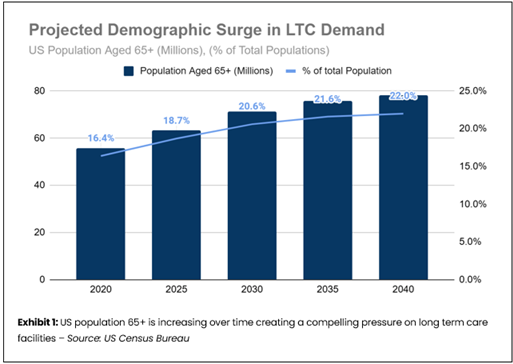 Projected Demographic Surge in LTC Demand
US Population Aged 65+ (Millions), (% of Total Populations)
Population Aged 65+ (Millions) % of total Population
80 25.0%
16.4% 18.7% 20.6% 21.6% 22.0%
60 20.0%
15.0%
40
10.0%
20
5.0%
0 0.0%
2020 2025 2030 2035 2040
Exhibit 1: US population 65+ is increasing over time creating a compelling pressure on long term care
facilities – Source: US Census Bureau